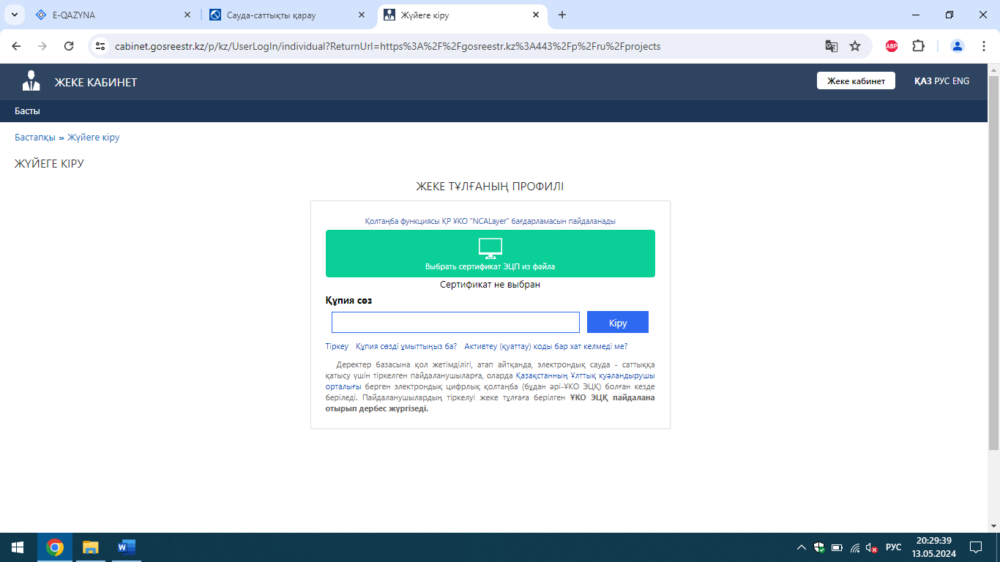 E-QAZYNA
Сауда-саттықты қарау
Жүйеге кіру
cabinet.gosreestr.kz/p/kz/UserLogIn/individual?ReturnUrl=https%3A%2F%2Fgosreestr.kz%3A443%2Fp%2Fru%2Fprojects
ABP
ЖЕКЕ КАБИНЕТ
Жеке кабинет
ҚАЗ РУС ENG
Басты
Бастапқы » Жүйеге кіру
ЖҮЙЕГЕ КІРУ
ЖЕКЕ ТҰЛҒАНЫҢ ПРОФИЛІ
Қолтаңба функциясы ҚР ҰКО "NCALayer" бағдарламасын пайдаланады
Выбрать сертификат ЭЦП из файла
Сертификат не выбран
Құпия сөз
Кіру
Тіркеу Құпия сөзді ұмыттыңыз ба? Активтеу (қуаттау) коды бар хат келмеді ме?
Деректер базасына қол жетімділігі, атап айтқанда, электрондық сауда - саттыққа
қатысу үшін тіркелген пайдаланушыларға, оларда Қазақстанның Ұлттық куәландырушы
орталығы берген электрондық цифрлық қолтаңба (бұдан әрі-ҰКО ЭЦҚ) болған кезде
беріледі. Пайдаланушылардың тіркелуі жеке тұлғаға берілген ҰКО ЭЦҚ пайдалана
отырып дербес жүргізеді.
РУС
20:29:39
13.05.2024